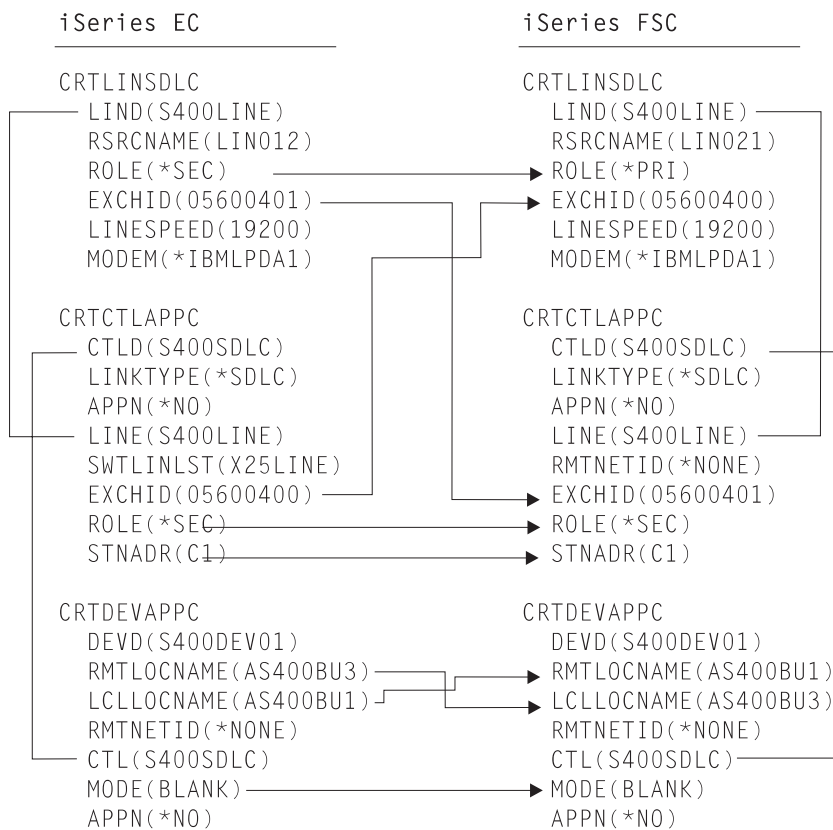 iSeries EC
CRTLINSDLC
LIND(S400LINE)
RSRCNAME(LIN012)
ROLE(*SEC)
EXCHID(05600401)
LINESPEED(19200)
MODEM(*IBMLPDA1)
CRTCTLAPPC
CTLD(S400SDLC)
LINKTYPE(*SDLC)
APPN(*NO)
LINE(S400LINE)
SWTLINLST(X25LINE)
EXCHID(05600400)
ROLE(*SEC)
STNADR(C1)
CRTDEVAPPC
DEVD(S400DEV01)
RMTLOCNAME(AS400BU3)
LCLLOCNAME(AS400BU1)
RMTNETID(*NONE)
CTL(S400SDLC)
MODE(BLANK)
APPN(*NO)
iSeries FSC
CRTLINSDLC
LIND(S400LINE)
RSRCNAME(LIN021)
ROLE(*PRI)
EXCHID(05600400)
LINESPEED(19200)
MODEM(*IBMLPDA1)
CRTCTLAPPC
CTLD(S400SDLC)
LINKTYPE(*SDLC)
APPN(*NO)
LINE(S400LINE)
RMTNETID(*NONE)
EXCHID(05600401)
ROLE(*SEC)
STNADR(C1)
CRTDEVAPPC
DEVD(S400DEV01)
RMTLOCNAME(AS400BU1)
LCLLOCNAME(AS400BU3)
RMTNETID(*NONE)
CTL(S400SDLC)
MODE(BLANK)
APPN(*NO)